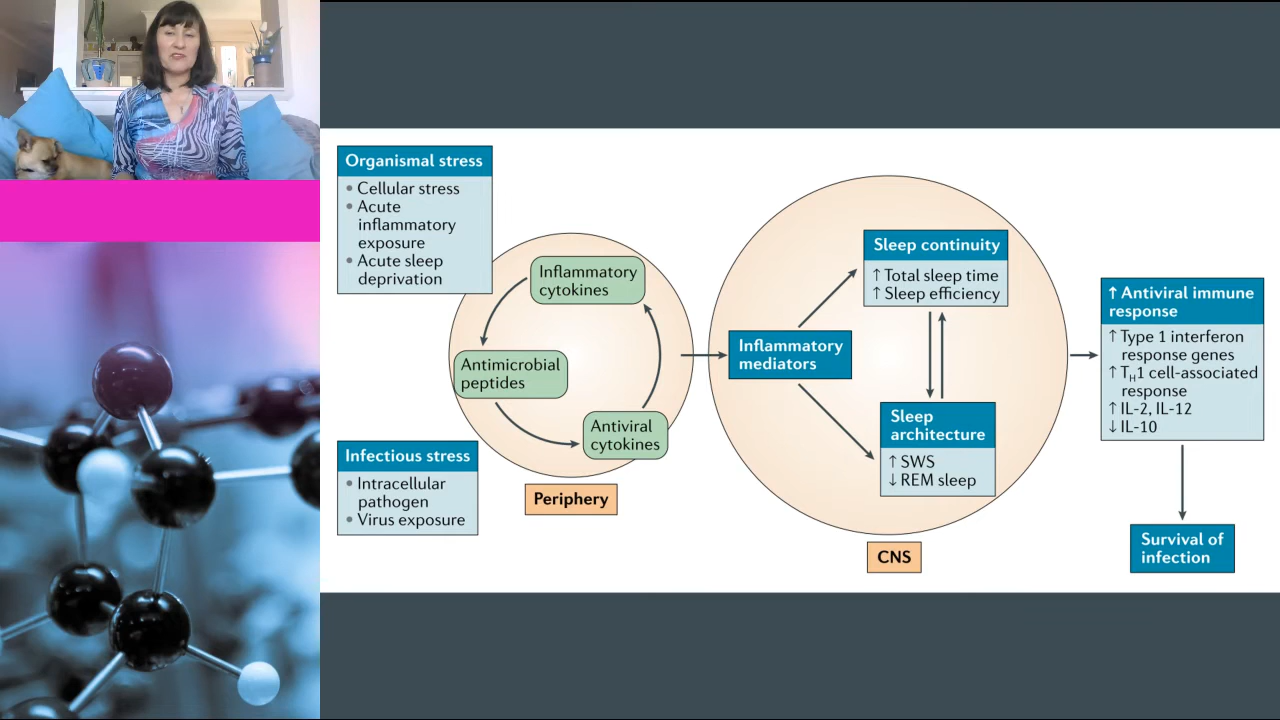 Organismal stress
• Cellular stress
• Acute
inflammatory
exposure
• Acute sleep
deprivation
Infectious stress
• Intracellular
pathogen
• Virus exposure
Inflammatory
cytokines
Antimicrobial
peptides
Antiviral
cytokines
Periphery
Inflammatory
mediators
Sleep continuity
↑ Total sleep time
↑ Sleep efficiency
Sleep
architecture
↑ SWS
↓ REM sleep
CNS
↑ Antiviral immune
response
↑ Type 1 interferon
response genes
↑ TH1 cell-associated
response
↑ IL-2, IL-12
↓ IL-10
Survival of
infection